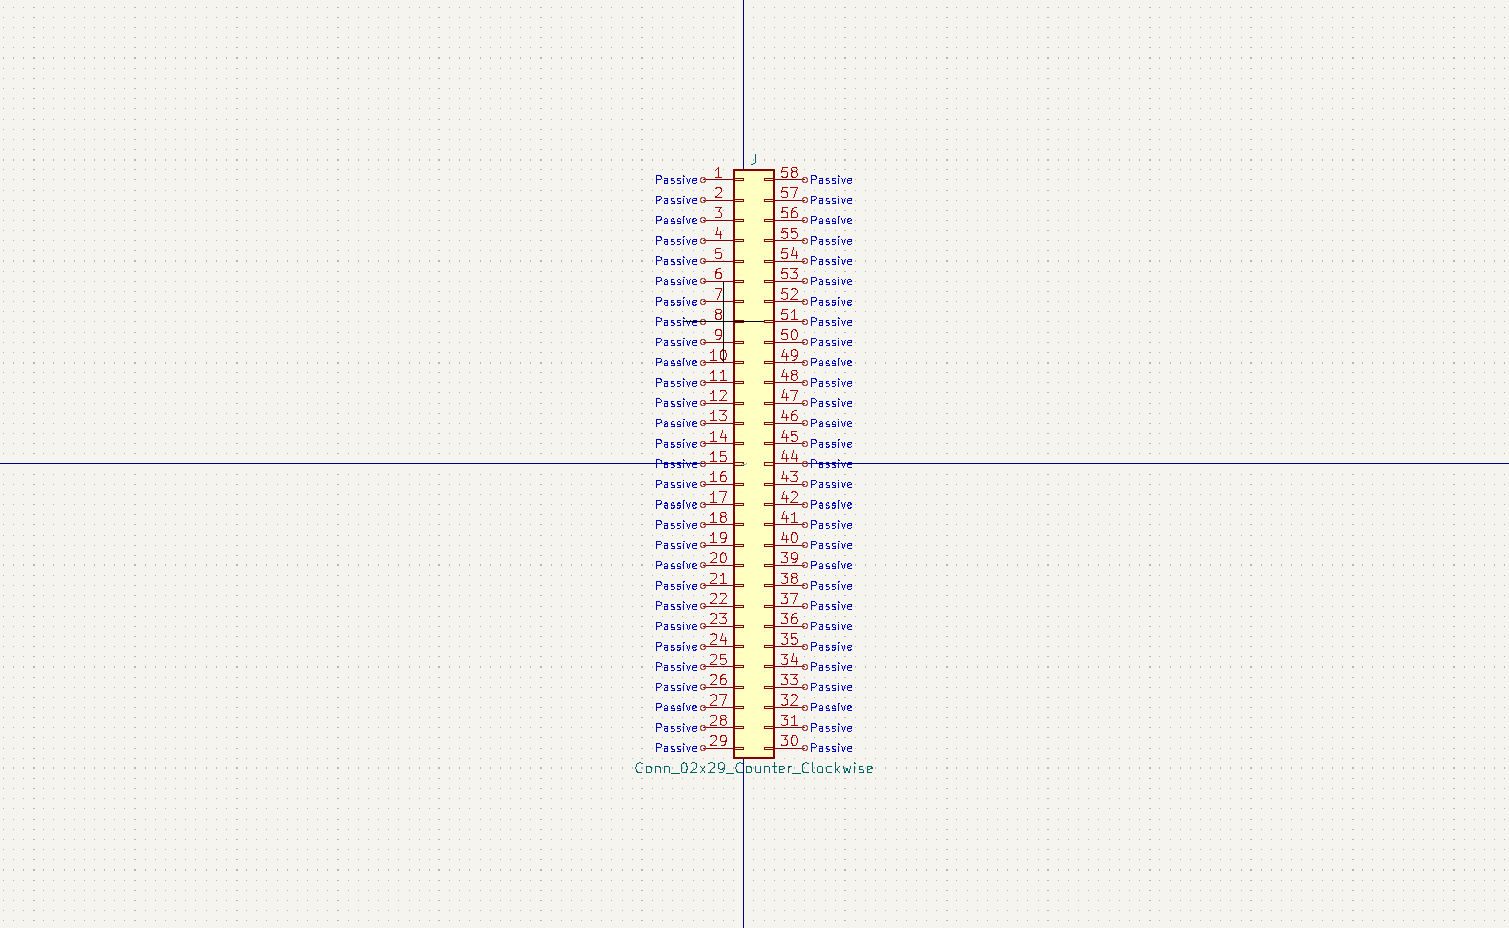 J
Passive 1 58 Passive
Passive 2 57 Passive
Passive 3 56 Passive
Passive 4 55 Passive
Passive 5 54 Passive
Passive 6 53 Passive
Passive 7 52 Passive
Passive 8 51 Passive
Passive 9 50 Passive
Passive 10 49 Passive
Passive 11 48 Passive
Passive 12 47 Passive
Passive 13 46 Passive
Passive 14 45 Passive
Passive 15 44 Passive
Passive 16 43 Passive
Passive 17 42 Passive
Passive 18 41 Passive
Passive 19 40 Passive
Passive 20 39 Passive
Passive 21 38 Passive
Passive 22 37 Passive
Passive 23 36 Passive
Passive 24 35 Passive
Passive 25 34 Passive
Passive 26 33 Passive
Passive 27 32 Passive
Passive 28 31 Passive
Passive 29 30 Passive
Conn_02x29_Counter_Clockwise